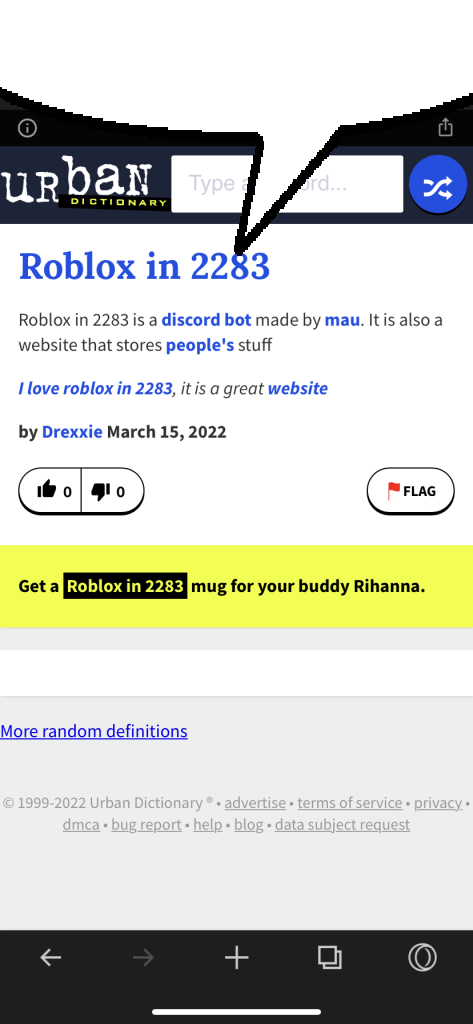 urban
DICTIONARY
Type a    ord...
Roblox in 2283
Roblox in 2283 is a discord bot made by mau. It is also a
website that stores people's stuff
I love roblox in 2283, it is a great website
by Drexxie March 15, 2022
0 0
FLAG
Get a Roblox in 2283 mug for your buddy Rihanna.
More random definitions
© 1999-2022 Urban Dictionary ® • advertise • terms of service • privacy •
dmca • bug report • help • blog • data subject request